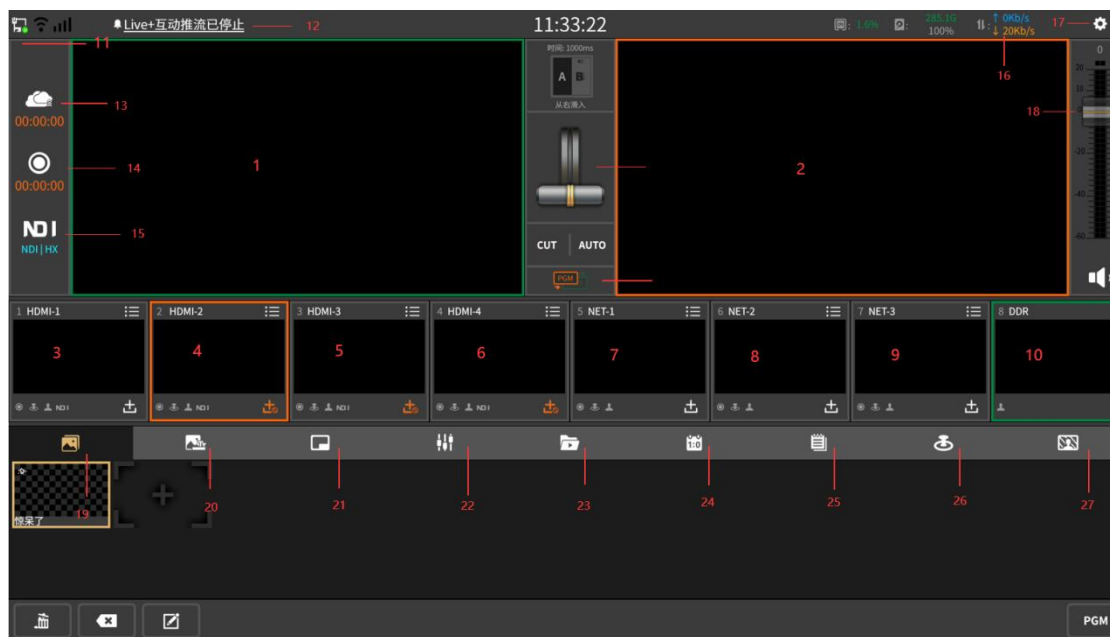 Live+互动推流已停止
12
11:33:22
1.6%
285.1G
100%
↑ 0Kb/s
↓ 20Kb/s
17
16
11
时间: 1000ms
A B
从右滑入
0
20
10
18
0
-20
-40
-60
13
00:00:00
14
00:00:00
15
NDI
NDI|HX
1
2
CUT AUTO
PGM
1 HDMI-1
2 HDMI-2
3 HDMI-3
4 HDMI-4
5 NET-1
6 NET-2
7 NET-3
8 DDR
3
4
5
6
7
8
9
10
NDI
NDI
NDI
NDI
1:0
19
20
21
22
23
24
25
26
27
惊呆了
PGM